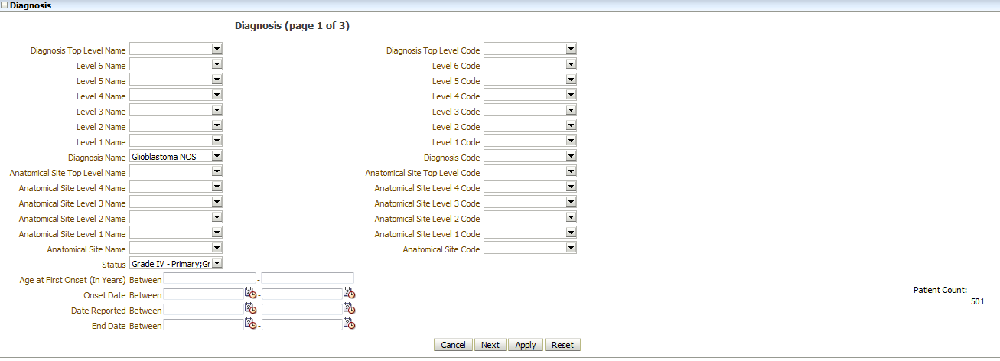 Diagnosis
Diagnosis (page 1 of 3)
Diagnosis Top Level Name Diagnosis Top Level Code
Level 6 Name Level 6 Code
Level 5 Name Level 5 Code
Level 4 Name Level 4 Code
Level 3 Name Level 3 Code
Level 2 Name Level 2 Code
Level 1 Name Level 1 Code
Diagnosis Name Glioblastoma NOS Diagnosis Code
Anatomical Site Top Level Name Anatomical Site Top Level Code
Anatomical Site Level 4 Name Anatomical Site Level 4 Code
Anatomical Site Level 3 Name Anatomical Site Level 3 Code
Anatomical Site Level 2 Name Anatomical Site Level 2 Code
Anatomical Site Level 1 Name Anatomical Site Level 1 Code
Anatomical Site Name Anatomical Site Code
Status Grade IV - Primary;Gr
Age at First Onset (In Years) Between -
Onset Date Between -
Patient Count:
501
Date Reported Between -
End Date Between -
Cancel Next Apply Reset